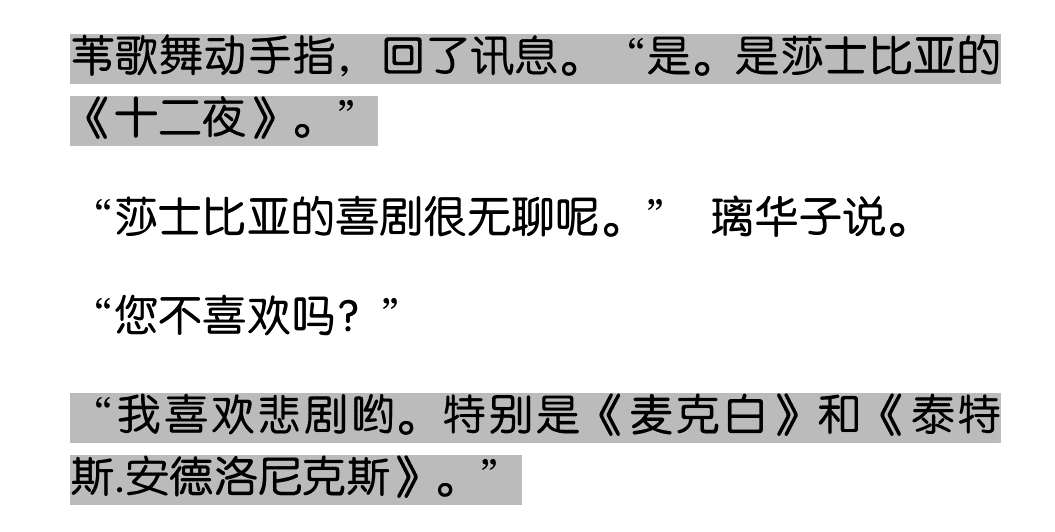 苇歌舞动手指，回了讯息。“是。是莎士比亚的
《十二夜》。”
“莎士比亚的喜剧很无聊呢。” 璃华子说。
“您不喜欢吗？”
“我喜欢悲剧哟。特别是《麦克白》和《泰特
斯.安德洛尼克斯》。”